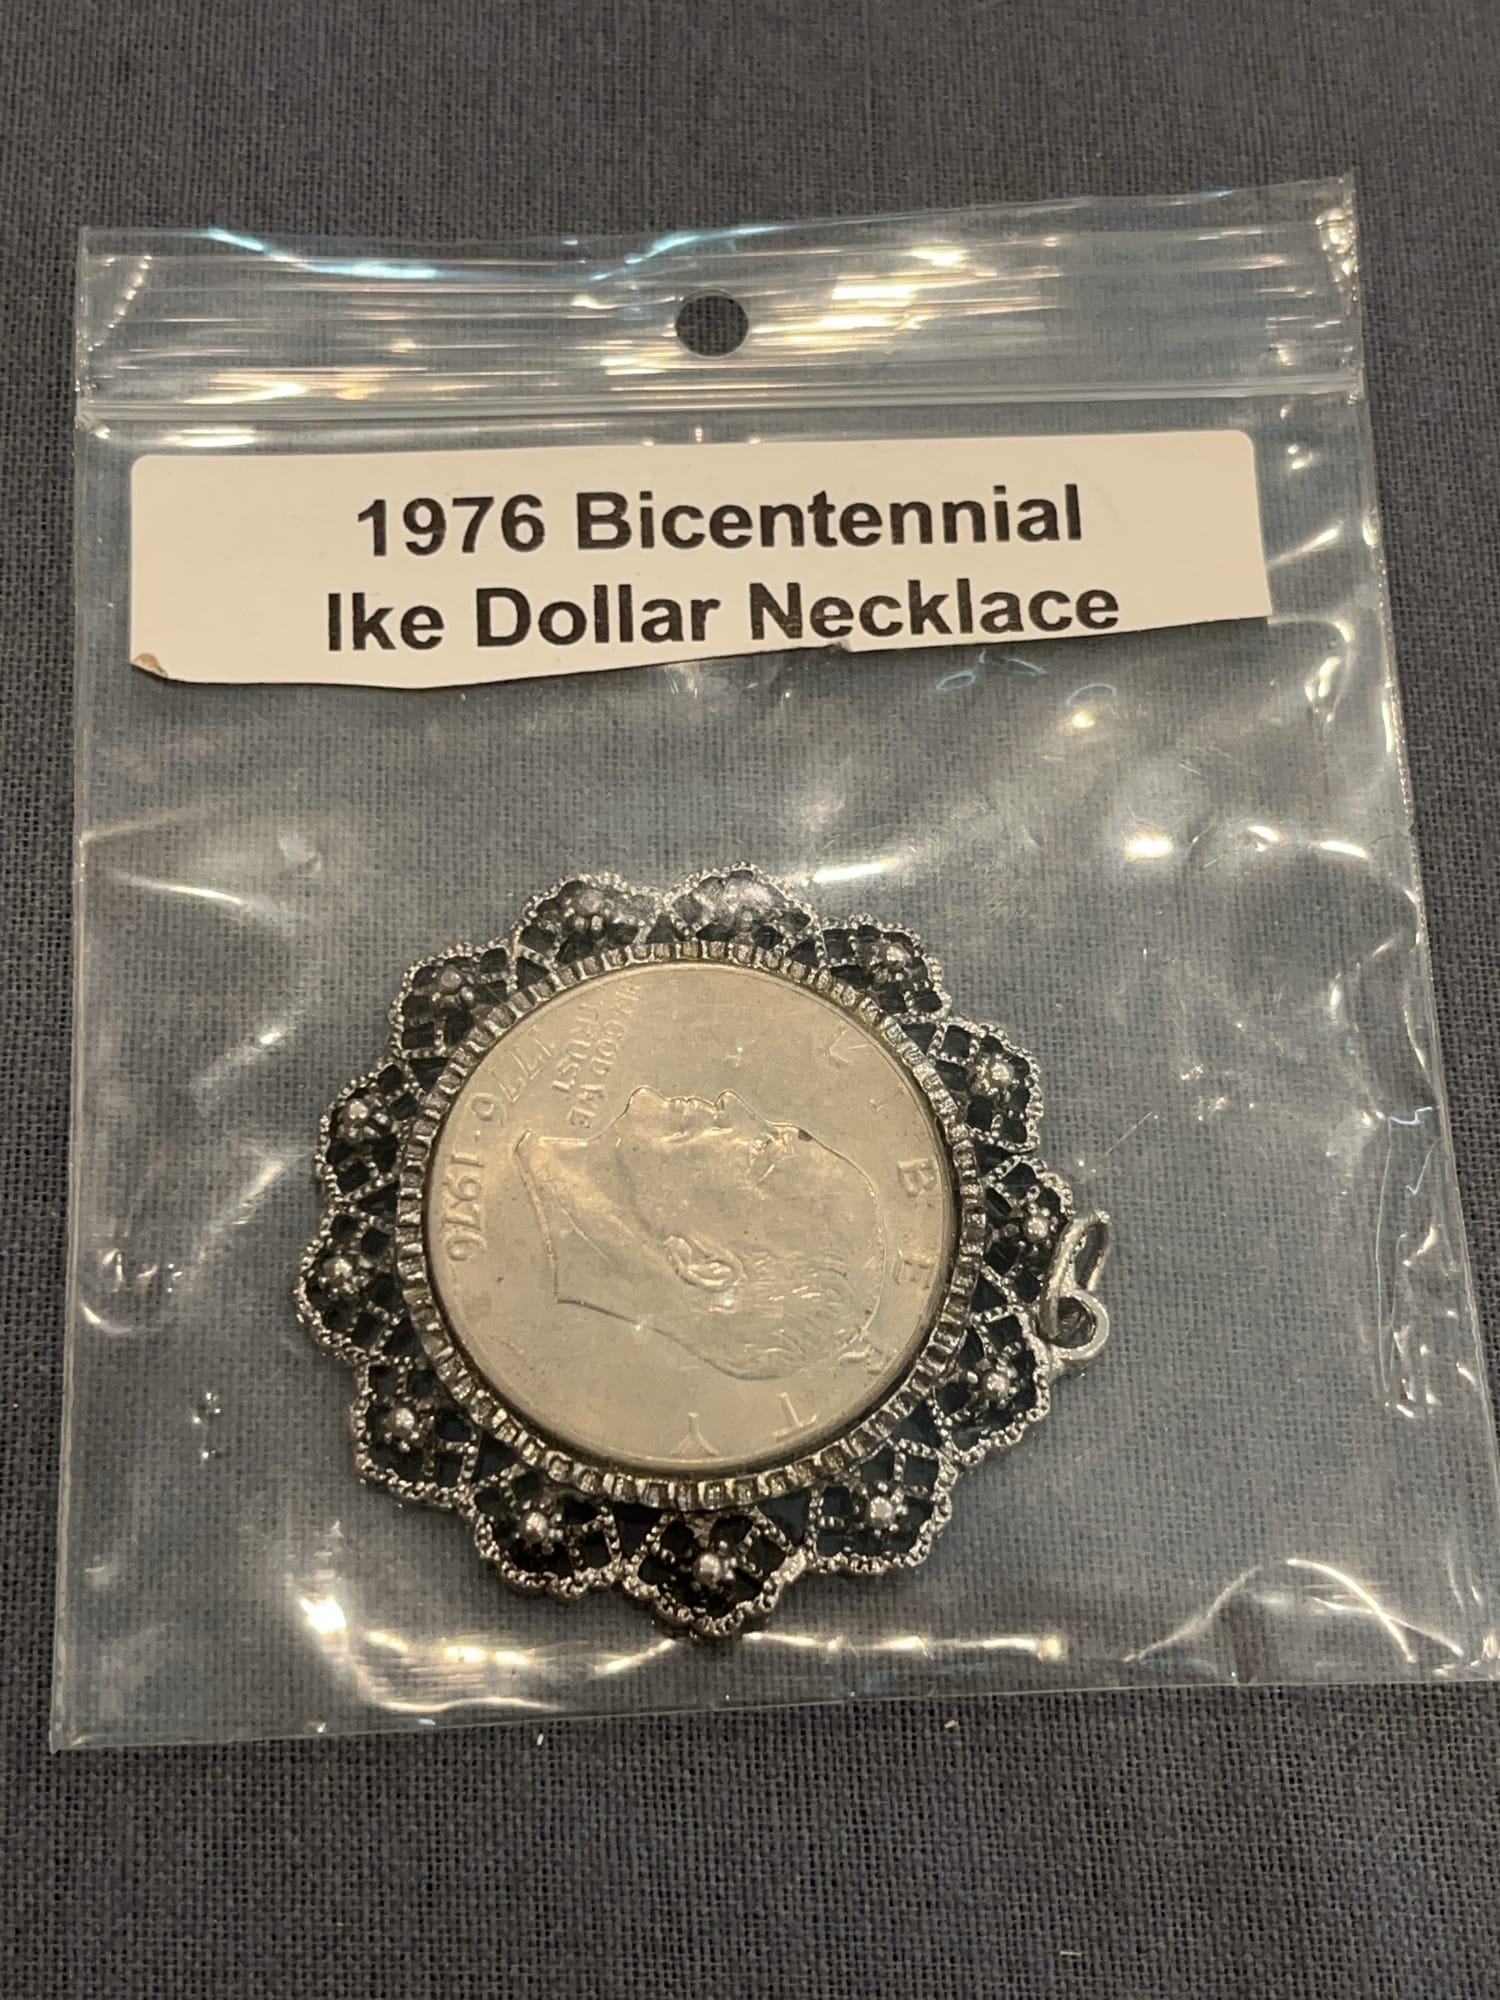 1976 Bicentennial
Ike Dollar Necklace
LIBERTY
IN GOD WE
TRUST
1776·1976